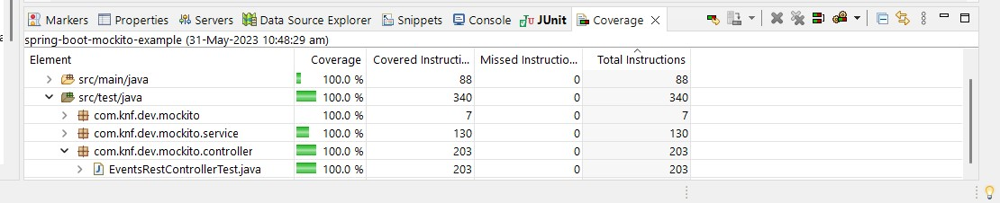 Markers Properties Servers Data Source Explorer Snippets Console JUnit Coverage
spring-boot-mockito-example (31-May-2023 10:48:29 am)
Element Coverage Covered Instructi... Missed Instructio... Total Instructions
src/main/java 100.0 % 88 0 88
src/test/java 100.0 % 340 0 340
com.knf.dev.mockito 100.0 % 7 0 7
com.knf.dev.mockito.service 100.0 % 130 0 130
com.knf.dev.mockito.controller 100.0 % 203 0 203
EventsRestControllerTest.java 100.0 % 203 0 203